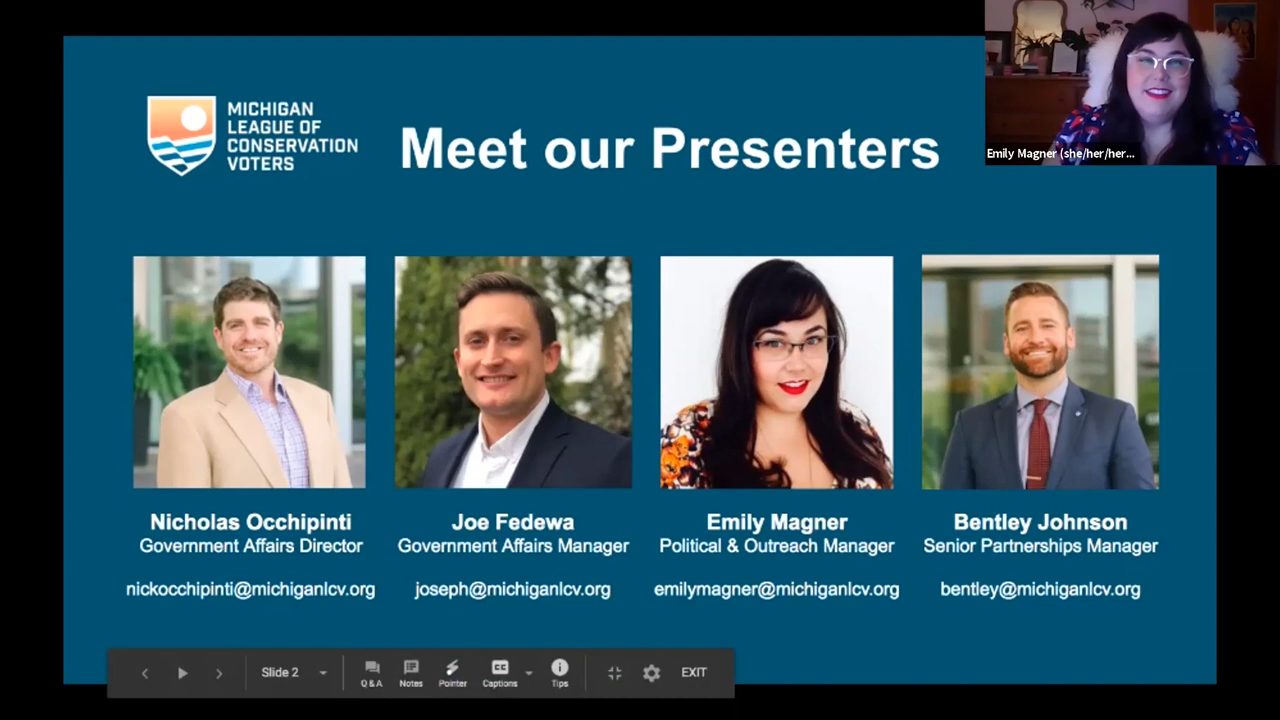 MICHIGAN
LEAGUE OF
CONSERVATION
VOTERS
Meet our Presenters
Emily Magner (she/her/her...
Nicholas Occhipinti
Government Affairs Director
nickocchipinti@michiganlcv.org
Joe Fedewa
Government Affairs Manager
joseph@michiganlcv.org
Emily Magner
Political & Outreach Manager
emilymagner@michiganlcv.org
Bentley Johnson
Senior Partnerships Manager
bentley@michiganlcv.org
Slide 2
Q & A
Notes
Pointer
CC
Captions
Tips
EXIT